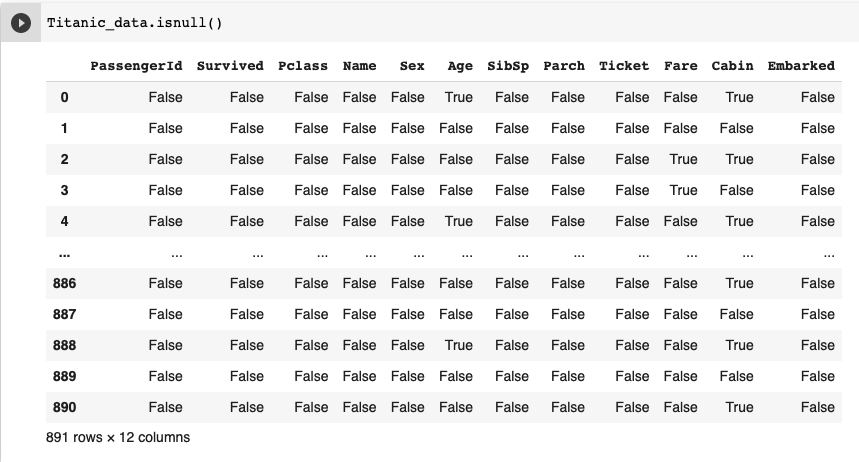 Titanic_data.isnull()
PassengerId Survived Pclass Name Sex Age SibSp Parch Ticket Fare Cabin Embarked
0 False False False False False True False False False False True False
1 False False False False False False False False False False False False
2 False False False False False False False False False True True False
3 False False False False False False False False False True False False
4 False False False False False True False False False False True False
... ... ... ... ... ... ... ... ... ... ... ... ...
886 False False False False False False False False False False True False
887 False False False False False False False False False False False False
888 False False False False False True False False False False True False
889 False False False False False False False False False False False False
890 False False False False False False False False False False True False
891 rows × 12 columns